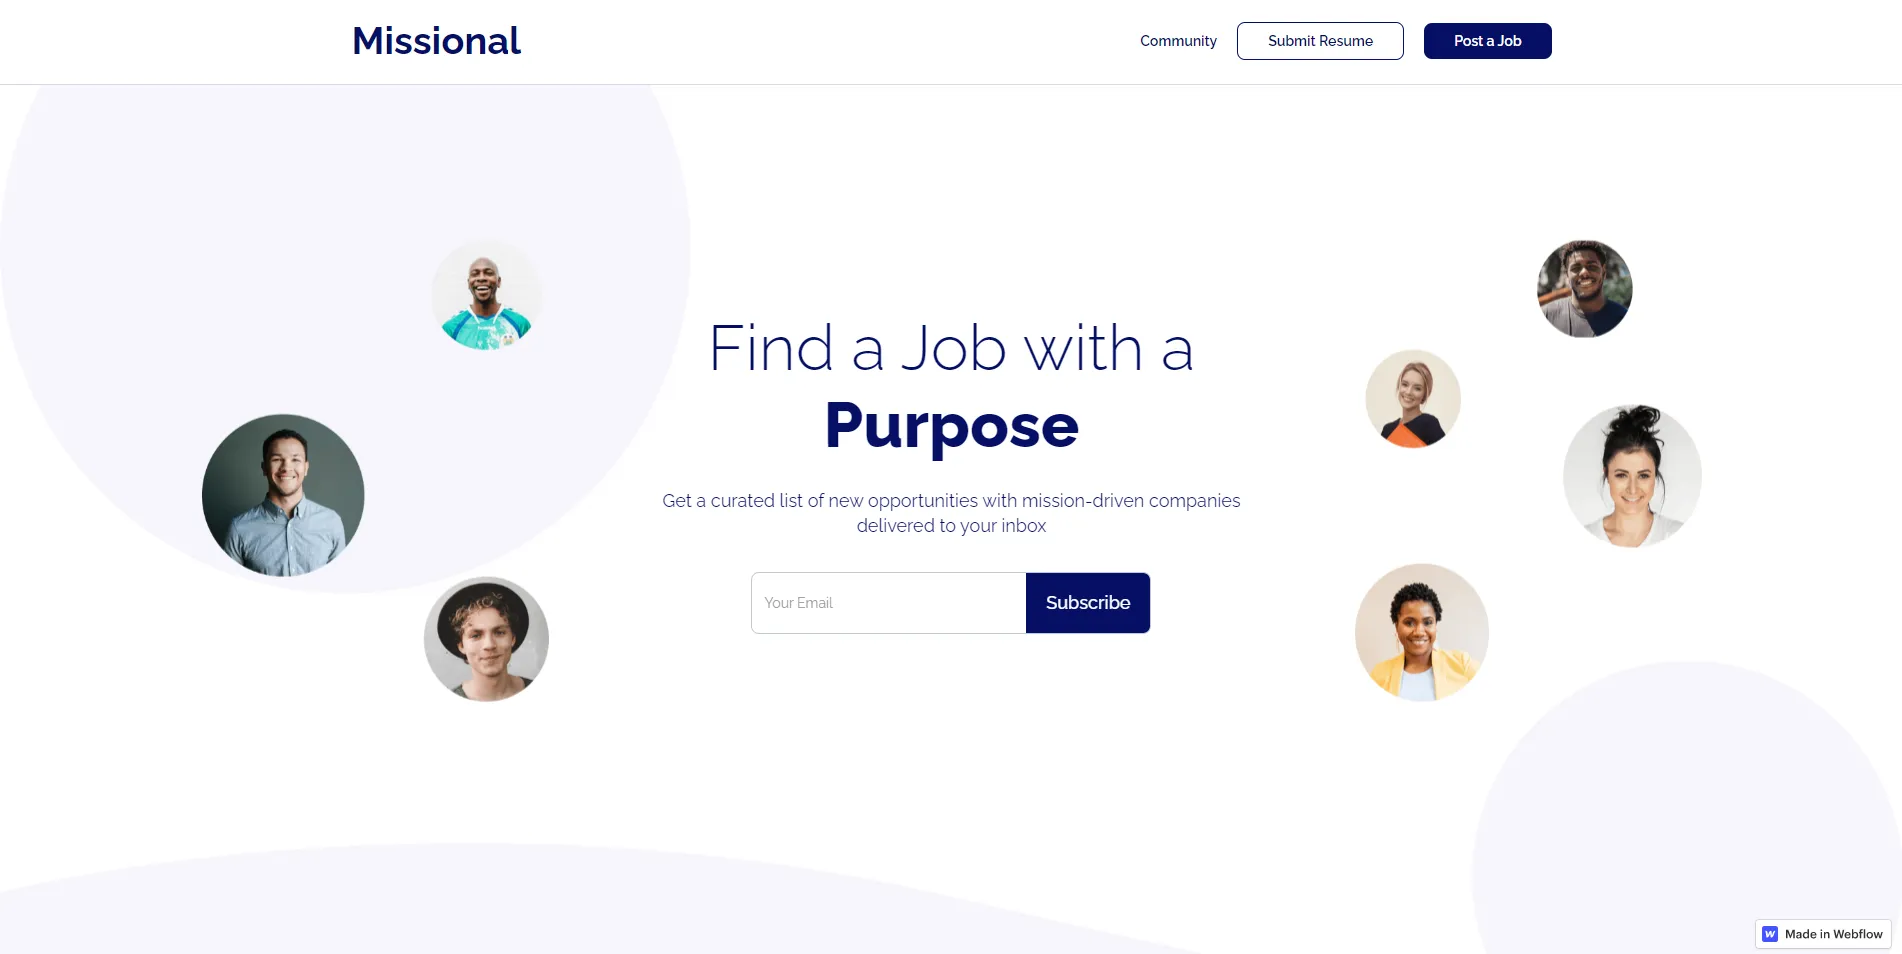 Missional
Community
Submit Resume
Post a Job
Find a Job with a
Purpose
Get a curated list of new opportunities with mission-driven companies
delivered to your inbox
Your Email
Subscribe
Made in Webflow